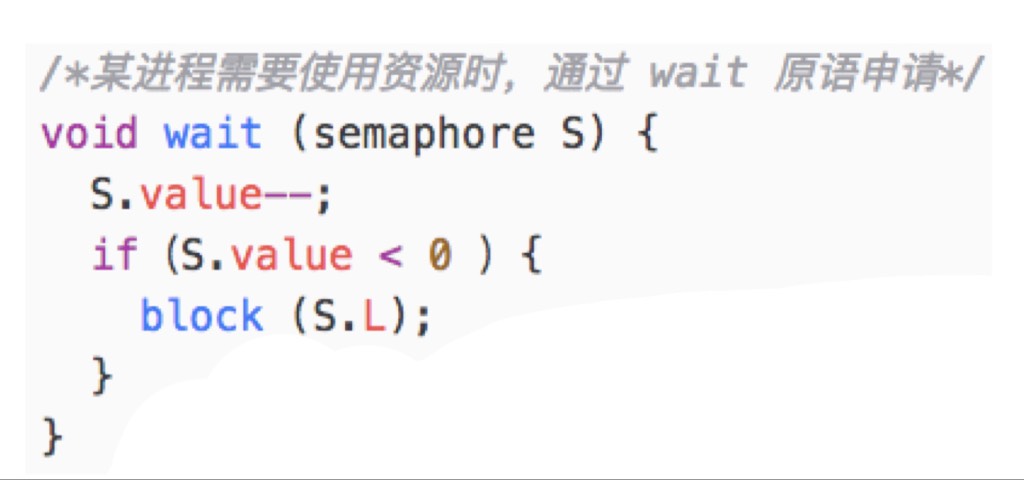 /*某进程需要使用资源时，通过 wait 原语申请*/
void wait (semaphore S) {
  S.value--;
  if (S.value < 0 ) {
    block (S.L);
  }
}